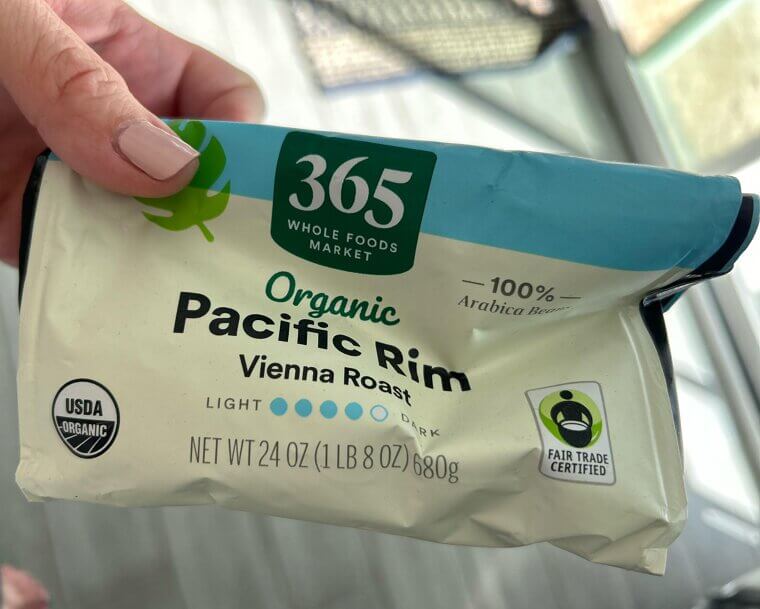 365
WHOLE FOODS
MARKET
100%
Arabica
Organic
Pacific Rim
Vienna Roast
LIGHT DARK
USDA
ORGANIC
NET WT 24 OZ (1 LB 8 OZ) 680g
FAIR TRADE
CERTIFIED